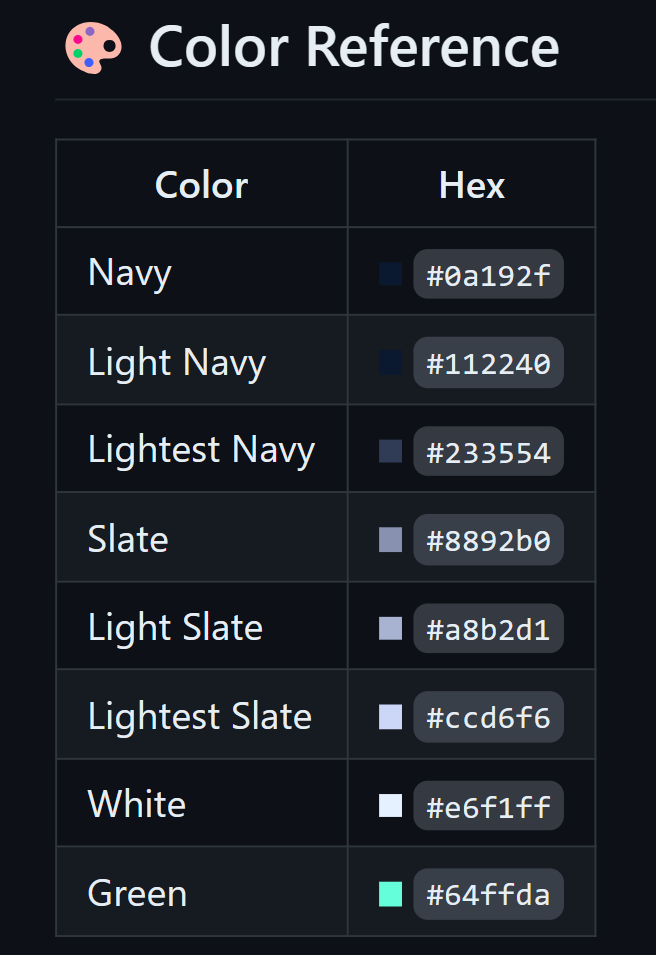 Color Reference
Color Hex
Navy #0a192f
Light Navy #112240
Lightest Navy #233554
Slate #8892b0
Light Slate #a8b2d1
Lightest Slate #ccd6f6
White #e6f1ff
Green #64ffda